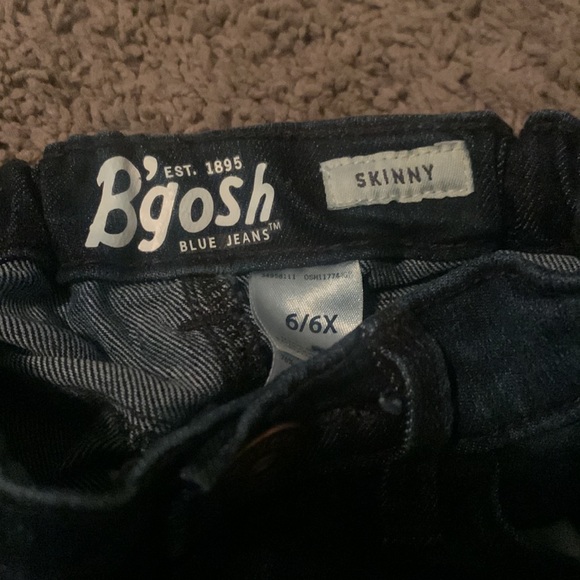 EST. 1895
B'gosh
BLUE JEANS™
SKINNY
6/6X